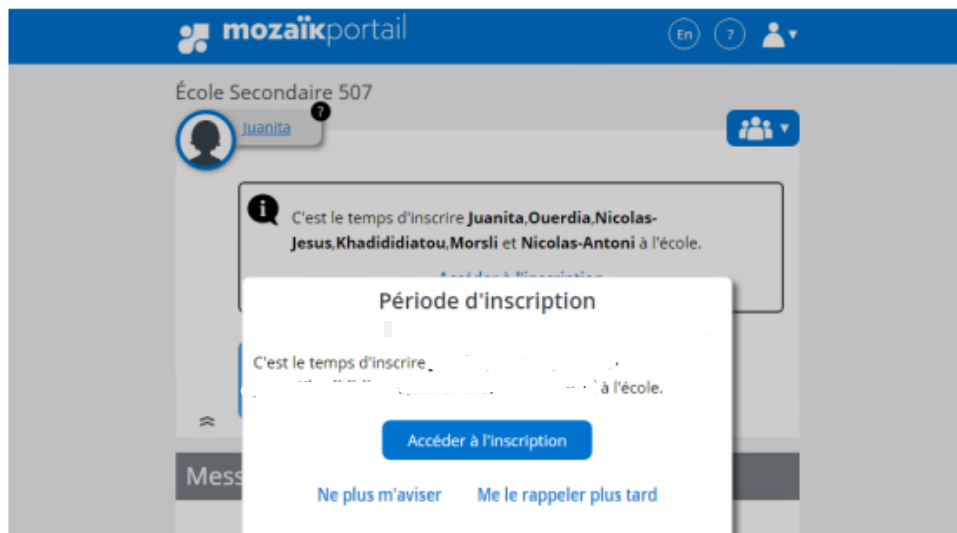 mozaïkportail
En
?
École Secondaire 507
?
Juanita
C'est le temps d'inscrire Juanita,Ouerdia,Nicolas-
Jesus,Khadididiatou,Morsli et Nicolas-Antoni à l'école.
Accéder à l'inscription
Période d'inscription
C'est le temps d'inscrire
à l'école.
Accéder à l'inscription
Mess
Ne plus m'aviser
Me le rappeler plus tard